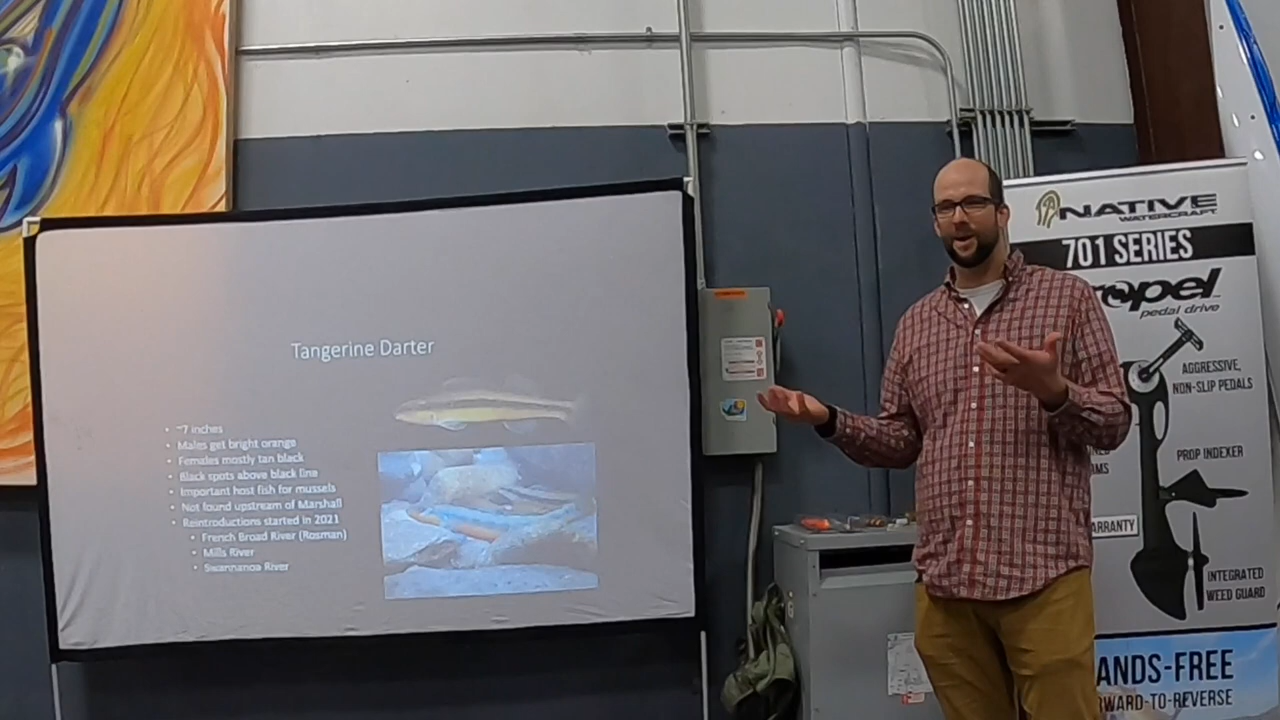 Tangerine Darter
• ~7 inches
• Males get bright orange
• Females mostly tan black
• Black spots above black line
• Important host fish for mussels
• Not found upstream of Marshall
• Reintroductions started in 2021
• French Broad River (Rosman)
• Mills River
• Swannanoa River
NATIVE
WATERCRAFT
701 SERIES
opel
pedal drive
AGGRESSIVE,
NON-SLIP PEDALS
PROP INDEXER
ARRANTY
INTEGRATED
WEED GUARD
ANDS-FREE
RWARD-TO-REVERSE